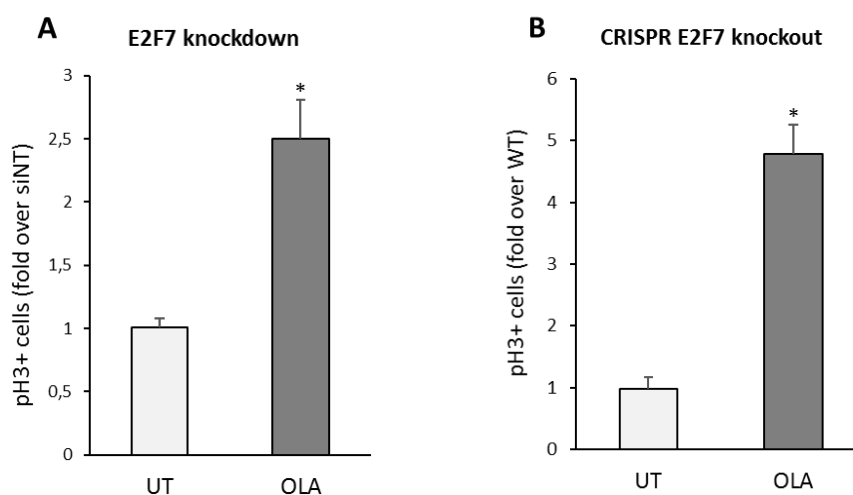 A
E2F7 knockdown
pH3+ cells (fold over siNT)
3
2,5
2
1,5
1
0,5
0
*
UT
OLA
B
CRISPR E2F7 knockout
pH3+ cells (fold over WT)
6
5
4
3
2
1
0
*
UT
OLA